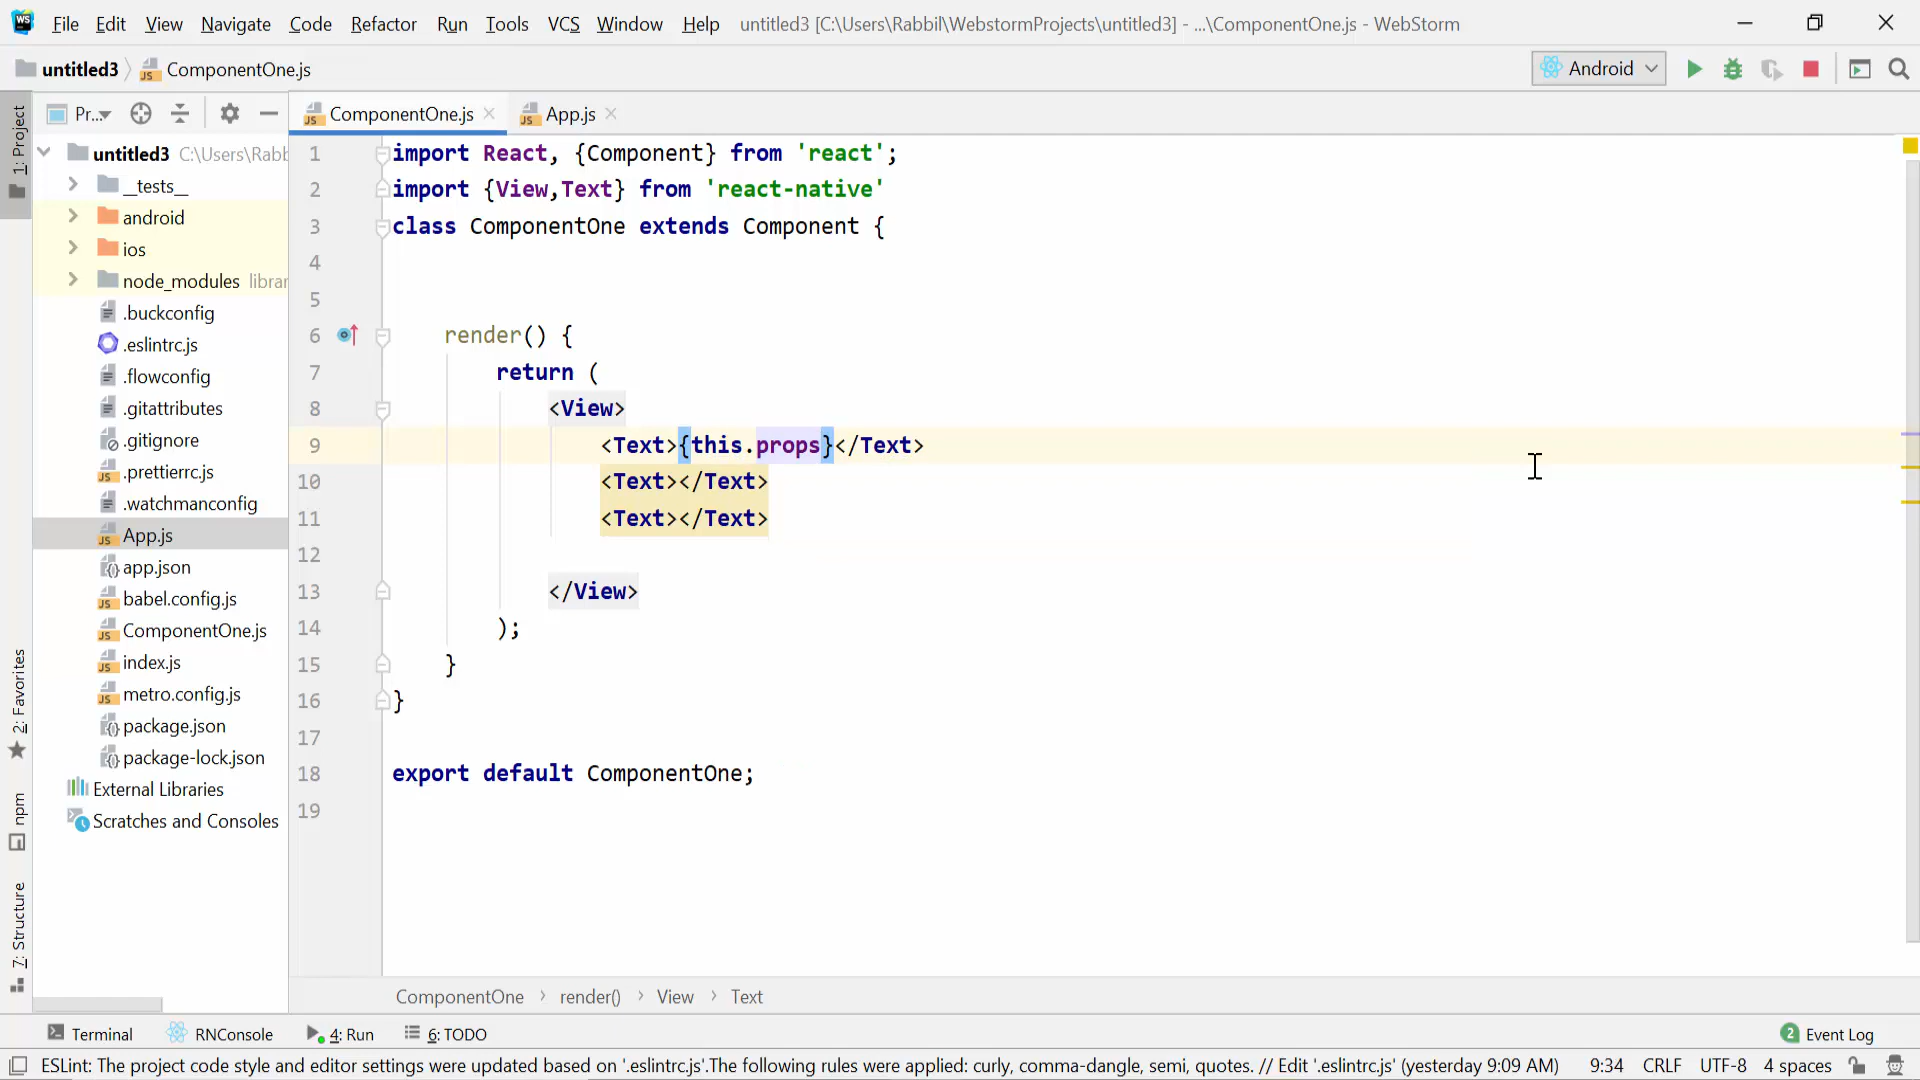 WS File Edit View Navigate Code Refactor Run Tools VCS Window Help untitled3 [C:\Users\Rabbil\WebstormProjects\untitled3] - ...\ComponentOne.js - WebStorm
untitled3 ComponentOne.js Android
1: Project
Pr...
ComponentOne.js App.js
untitled3 C:\Users\Rabb
__tests__
android
ios
node_modules librar
.buckconfig
.eslintrc.js
.flowconfig
.gitattributes
.gitignore
.prettierrc.js
.watchmanconfig
App.js
app.json
babel.config.js
ComponentOne.js
index.js
metro.config.js
package.json
package-lock.json
External Libraries
Scratches and Consoles
2: Favorites
npm
7: Structure
1 import React, {Component} from 'react';
2 import {View,Text} from 'react-native'
3 class ComponentOne extends Component {
4
5
6 render() {
7 return (
8 <View>
9 <Text>{this.props}</Text>
10 <Text></Text>
11 <Text></Text>
12
13 </View>
14 );
15 }
16 }
17
18 export default ComponentOne;
19
ComponentOne › render() › View › Text
Terminal RNConsole 4: Run 6: TODO 2 Event Log
ESLint: The project code style and editor settings were updated based on '.eslintrc.js'.The following rules were applied: curly, comma-dangle, semi, quotes. // Edit '.eslintrc.js' (yesterday 9:09 AM) 9:34 CRLF UTF-8 4 spaces